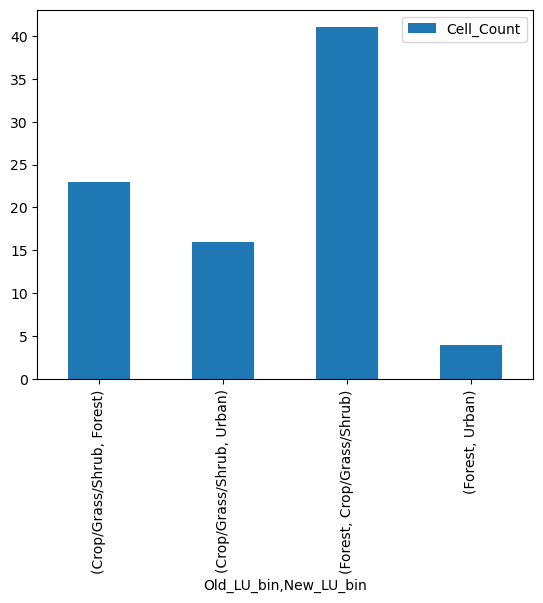 Cell_Count
40
35
30
25
20
15
10
5
0
(Crop/Grass/Shrub, Forest)
(Crop/Grass/Shrub, Urban)
(Forest, Crop/Grass/Shrub)
(Forest, Urban)
Old_LU_bin,New_LU_bin